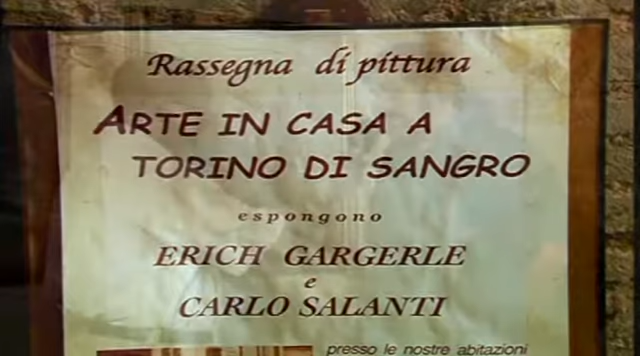 Rassegna di pittura
ARTE IN CASA A
TORINO DI SANGRO
espongono
ERICH GARGERLE
e
CARLO SALANTI
presso le nostre abitazioni